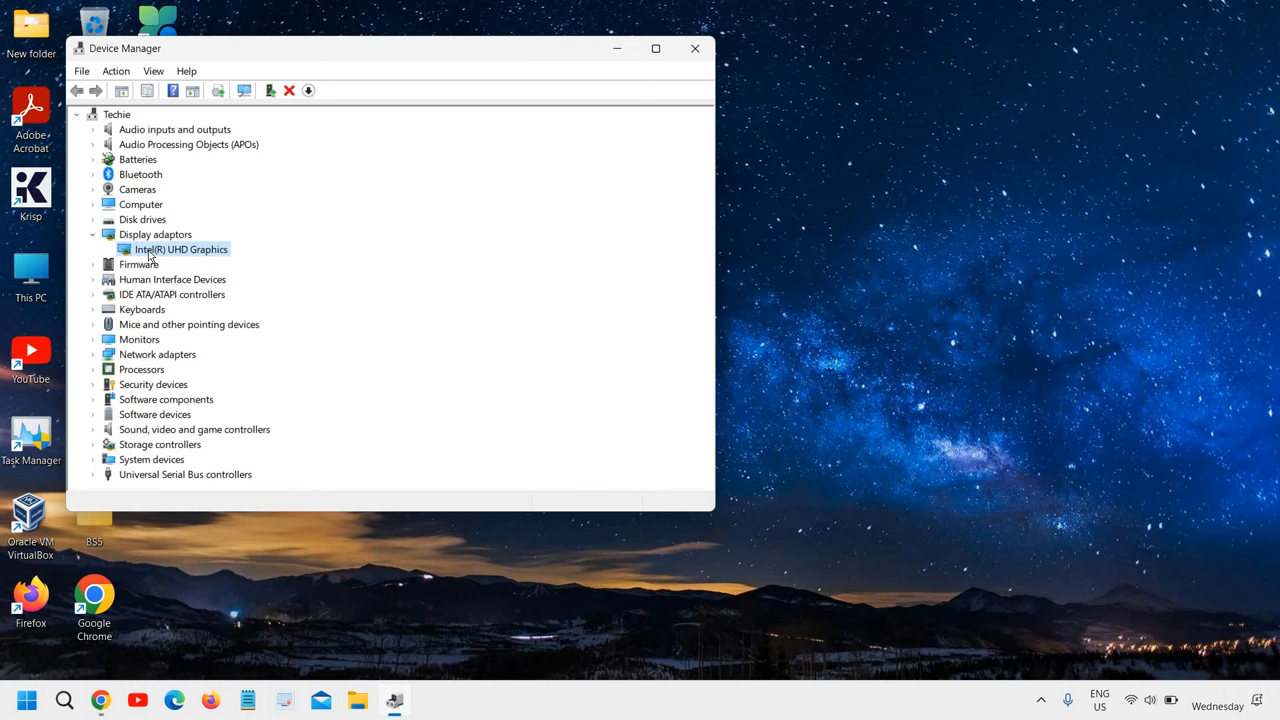 New folder
Adobe
Acrobat
Krisp
This PC
YouTube
Task Manager
Oracle VM
VirtualBox
BS5
Firefox
Google
Chrome
Device Manager
File Action View Help
Techie
Audio inputs and outputs
Audio Processing Objects (APOs)
Batteries
Bluetooth
Cameras
Computer
Disk drives
Display adaptors
Intel(R) UHD Graphics
Firmware
Human Interface Devices
IDE ATA/ATAPI controllers
Keyboards
Mice and other pointing devices
Monitors
Network adapters
Processors
Security devices
Software components
Software devices
Sound, video and game controllers
Storage controllers
System devices
Universal Serial Bus controllers
ENG
US
Wednesday